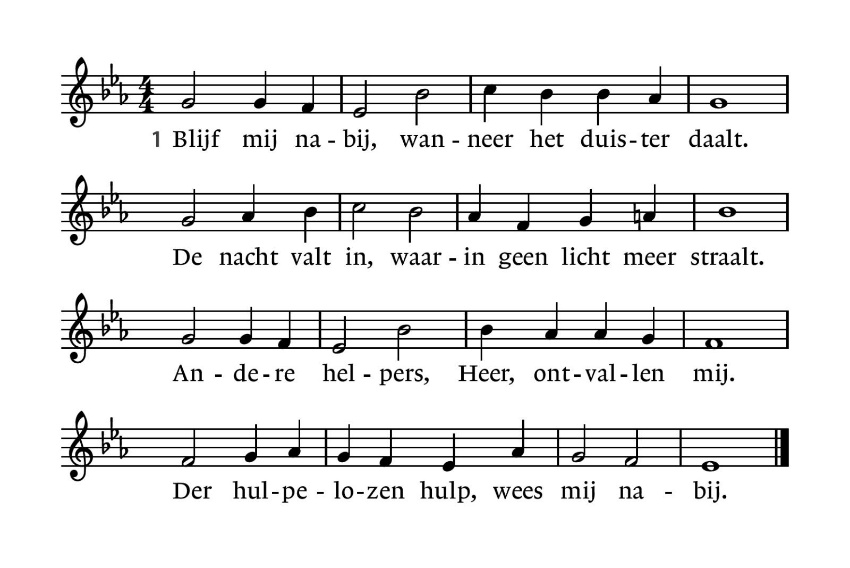 1 Blijf mij na - bij, wan - neer het duis - ter daalt.
De nacht valt in, waar - in geen licht meer straalt.
An - de - re hel - pers, Heer, ont - val - len mij.
Der hul - pe - lo - zen hulp, wees mij na - bij.